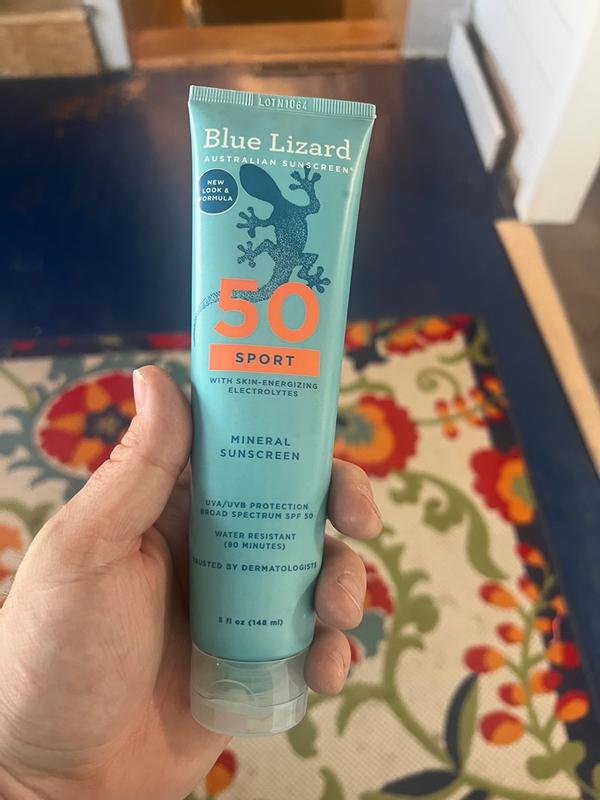 LOTN1064
Blue Lizard
AUSTRALIAN SUNSCREEN®
NEW
LOOK &
FORMULA
50
SPORT
WITH SKIN-ENERGIZING
ELECTROLYTES
MINERAL
SUNSCREEN
UVA/UVB PROTECTION
BROAD SPECTRUM SPF 50
WATER RESISTANT
(80 MINUTES)
TRUSTED BY DERMATOLOGISTS
5 fl oz (148 ml)